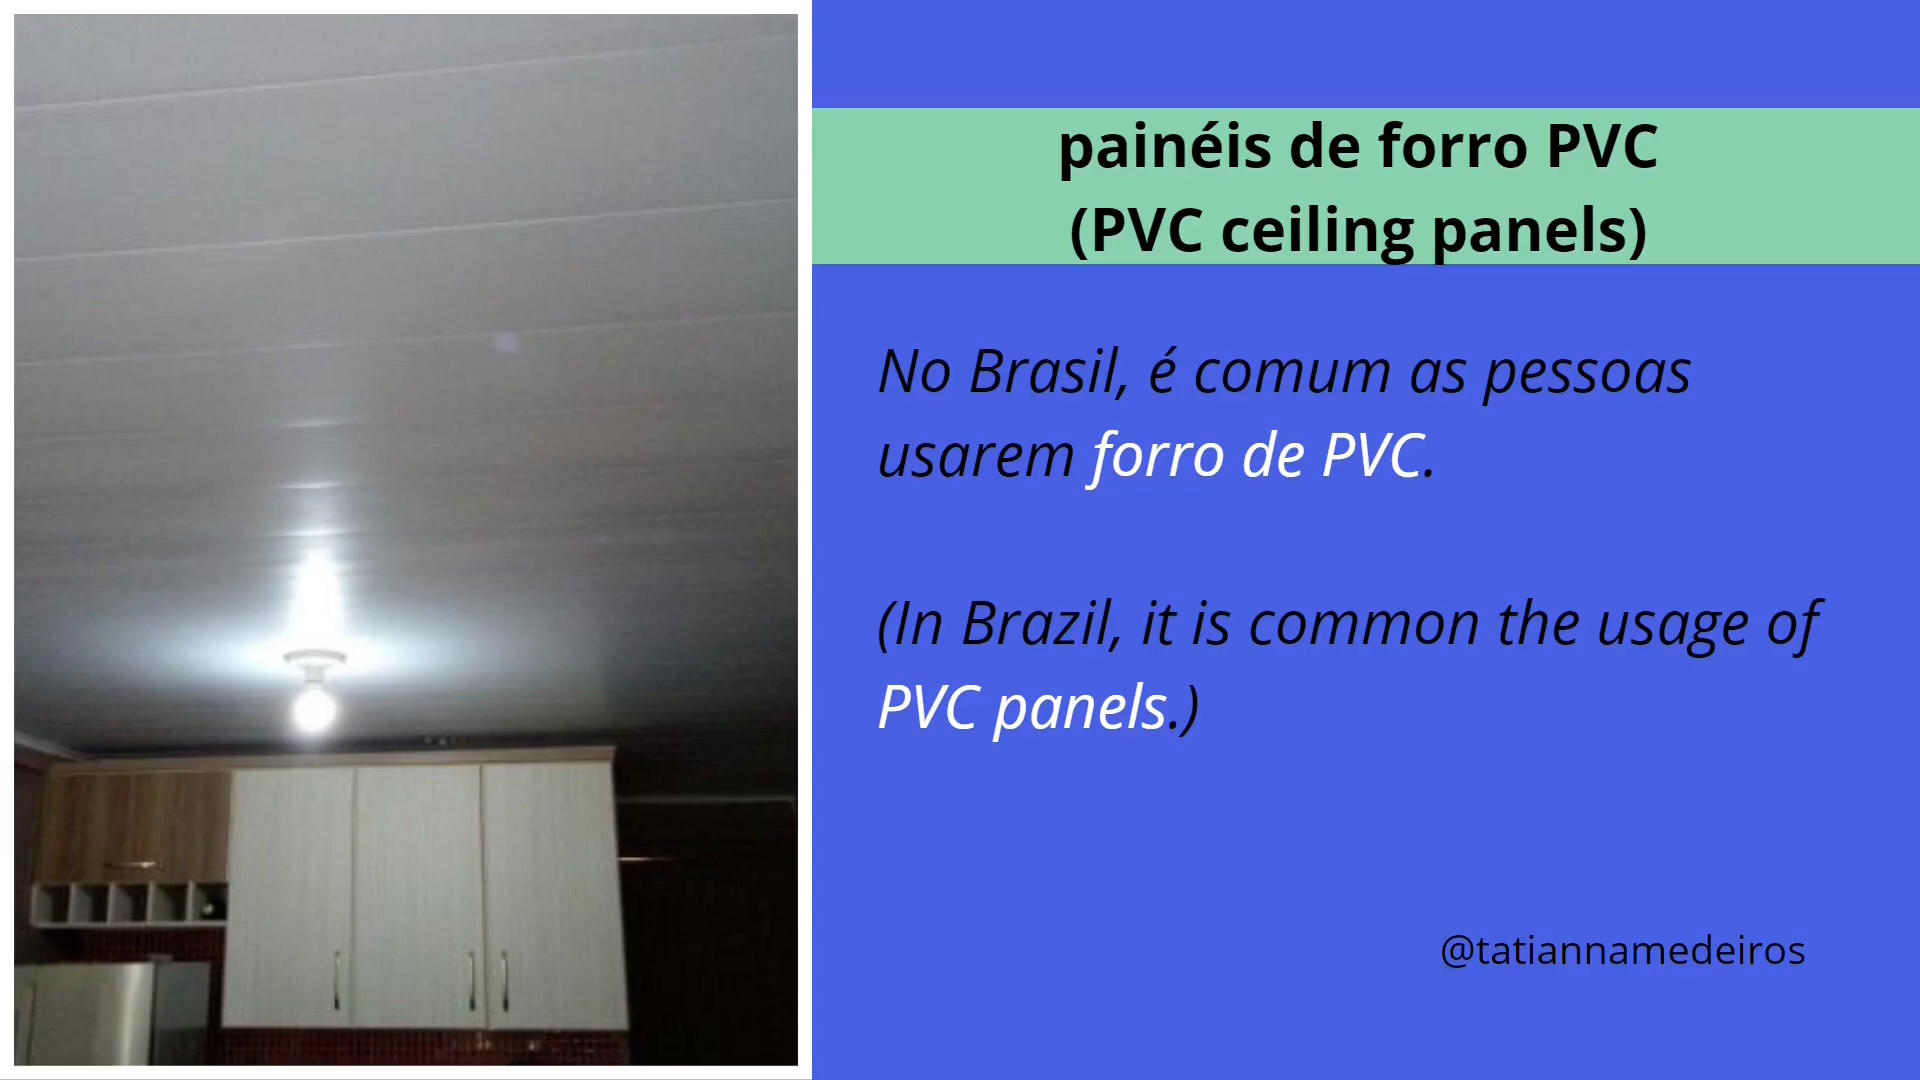 painéis de forro PVC
(PVC ceiling panels)
No Brasil, é comum as pessoas
usarem forro de PVC.
(In Brazil, it is common the usage of
PVC panels.)
@tatiannamedeiros